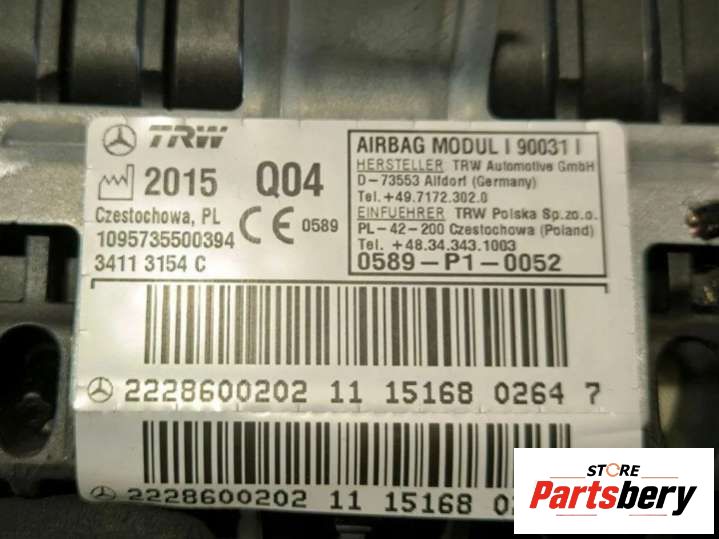 TRW
2015 Q04
Czestochowa, PL
1095735500394
3411 3154 C
0589
AIRBAG MODUL I 90031 I
HERSTELLER TRW Automotive GmbH
D-73553 Alfdorf (Germany)
Tel.+49.7172.302.0
EINFUEHRER TRW Polska Sp.zo.o.
PL-42-200 Czestochowa (Poland)
Tel. +48.34.343.1003
0589-P1-0052
2228600202 11 15168 0264 7
2228600202 11 15168
STORE
Partsbery